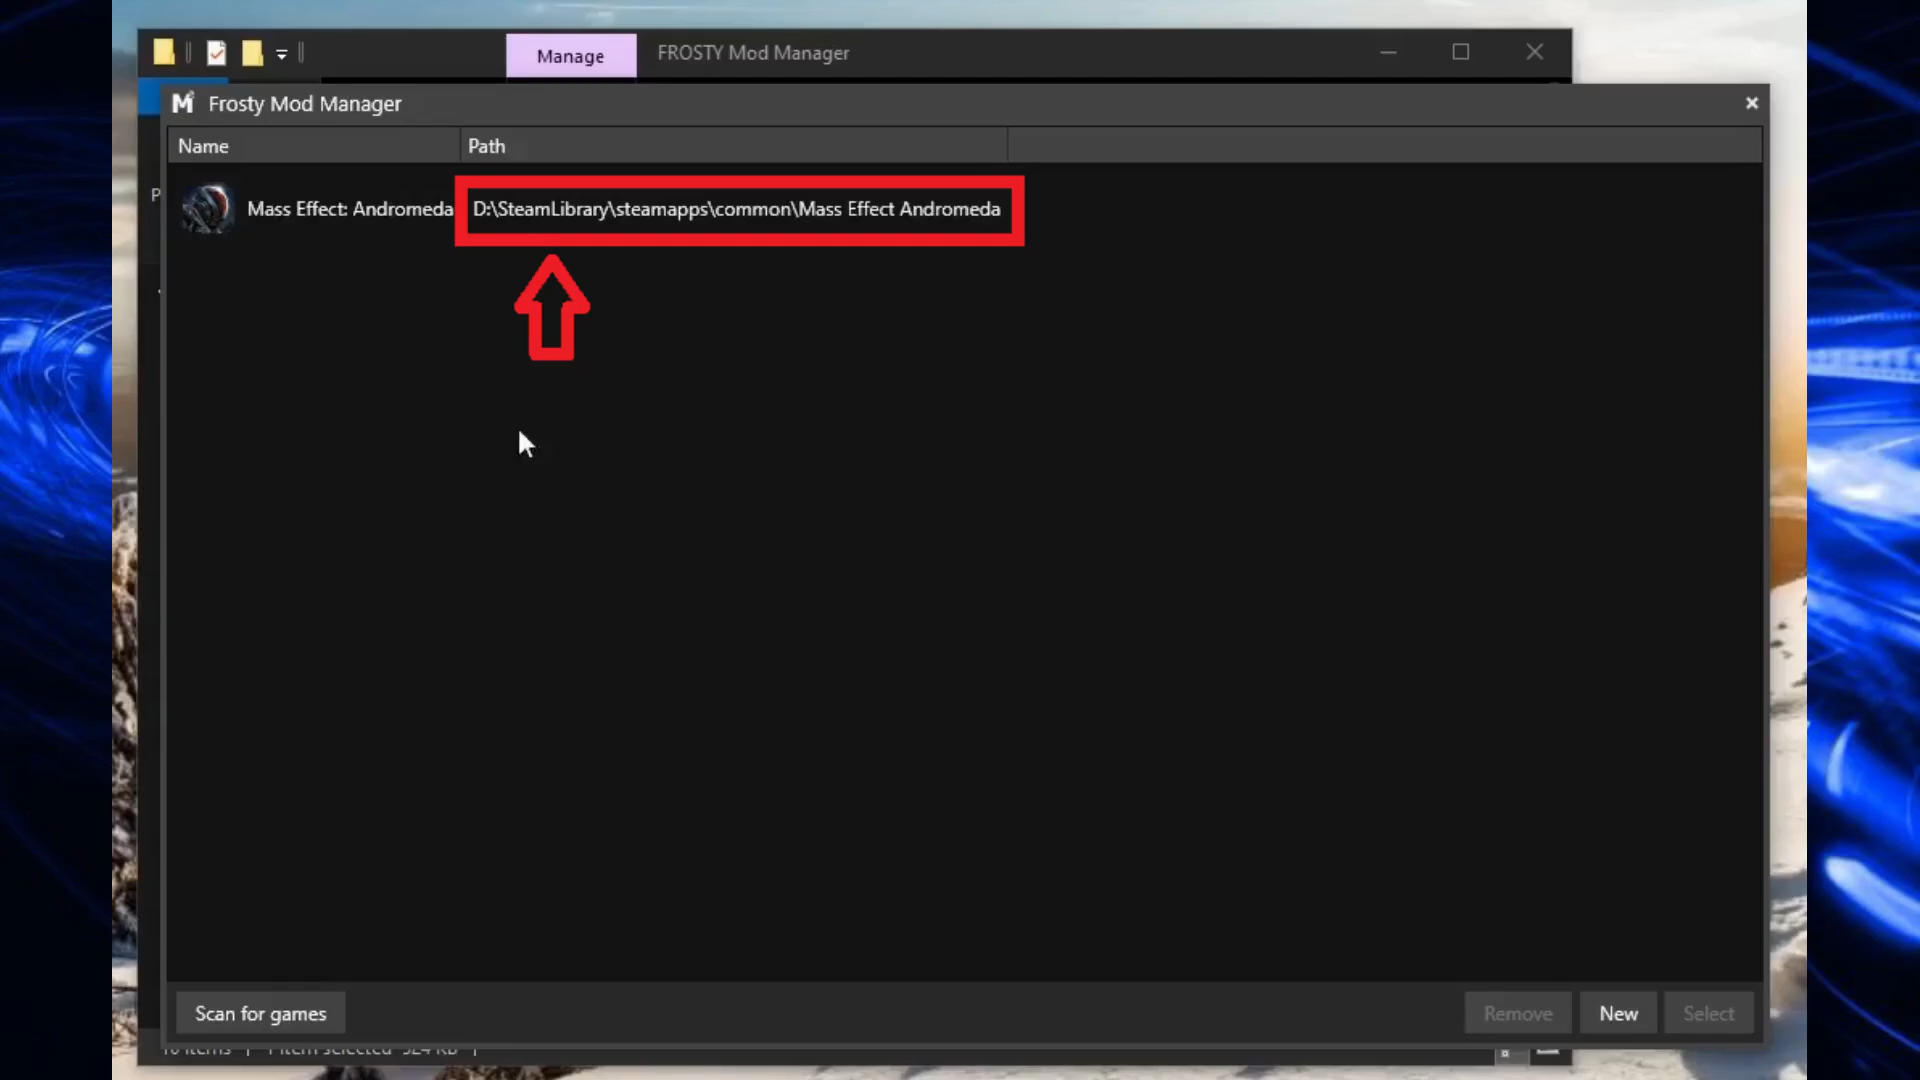 Manage
FROSTY Mod Manager
Frosty Mod Manager
Name
Path
Mass Effect: Andromeda
D:\SteamLibrary\steamapps\common\Mass Effect Andromeda
Scan for games
Remove
New
Select